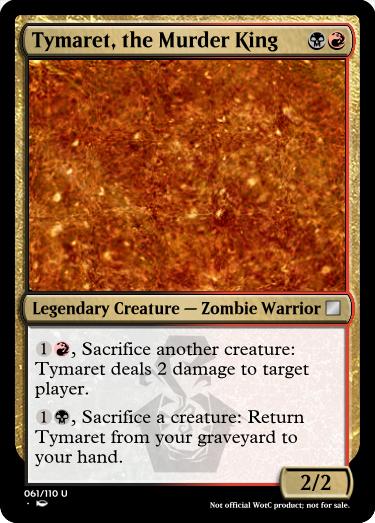 Tymaret, the Murder King
1, Sacrifice another creature:
Tymaret deals 2 damage to target
player.
1, Sacrifice a creature: Return
Tymaret from your graveyard to
your hand.
Legendary Creature — Zombie Warrior
2/2
061/110 U
Not official WotC product; not for sale.